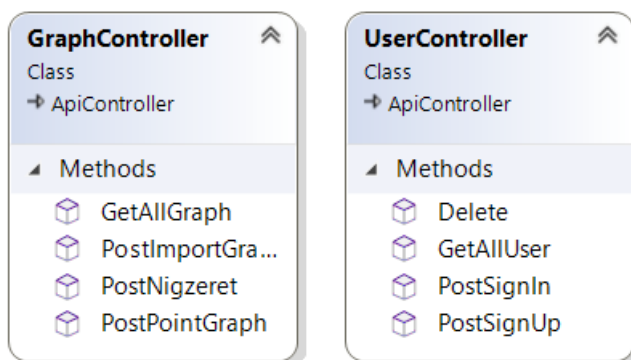 GraphController
Class
ApiController
Methods
GetAllGraph
PostImportGra...
PostNigzeret
PostPointGraph
UserController
Class
ApiController
Methods
Delete
GetAllUser
PostSignIn
PostSignUp